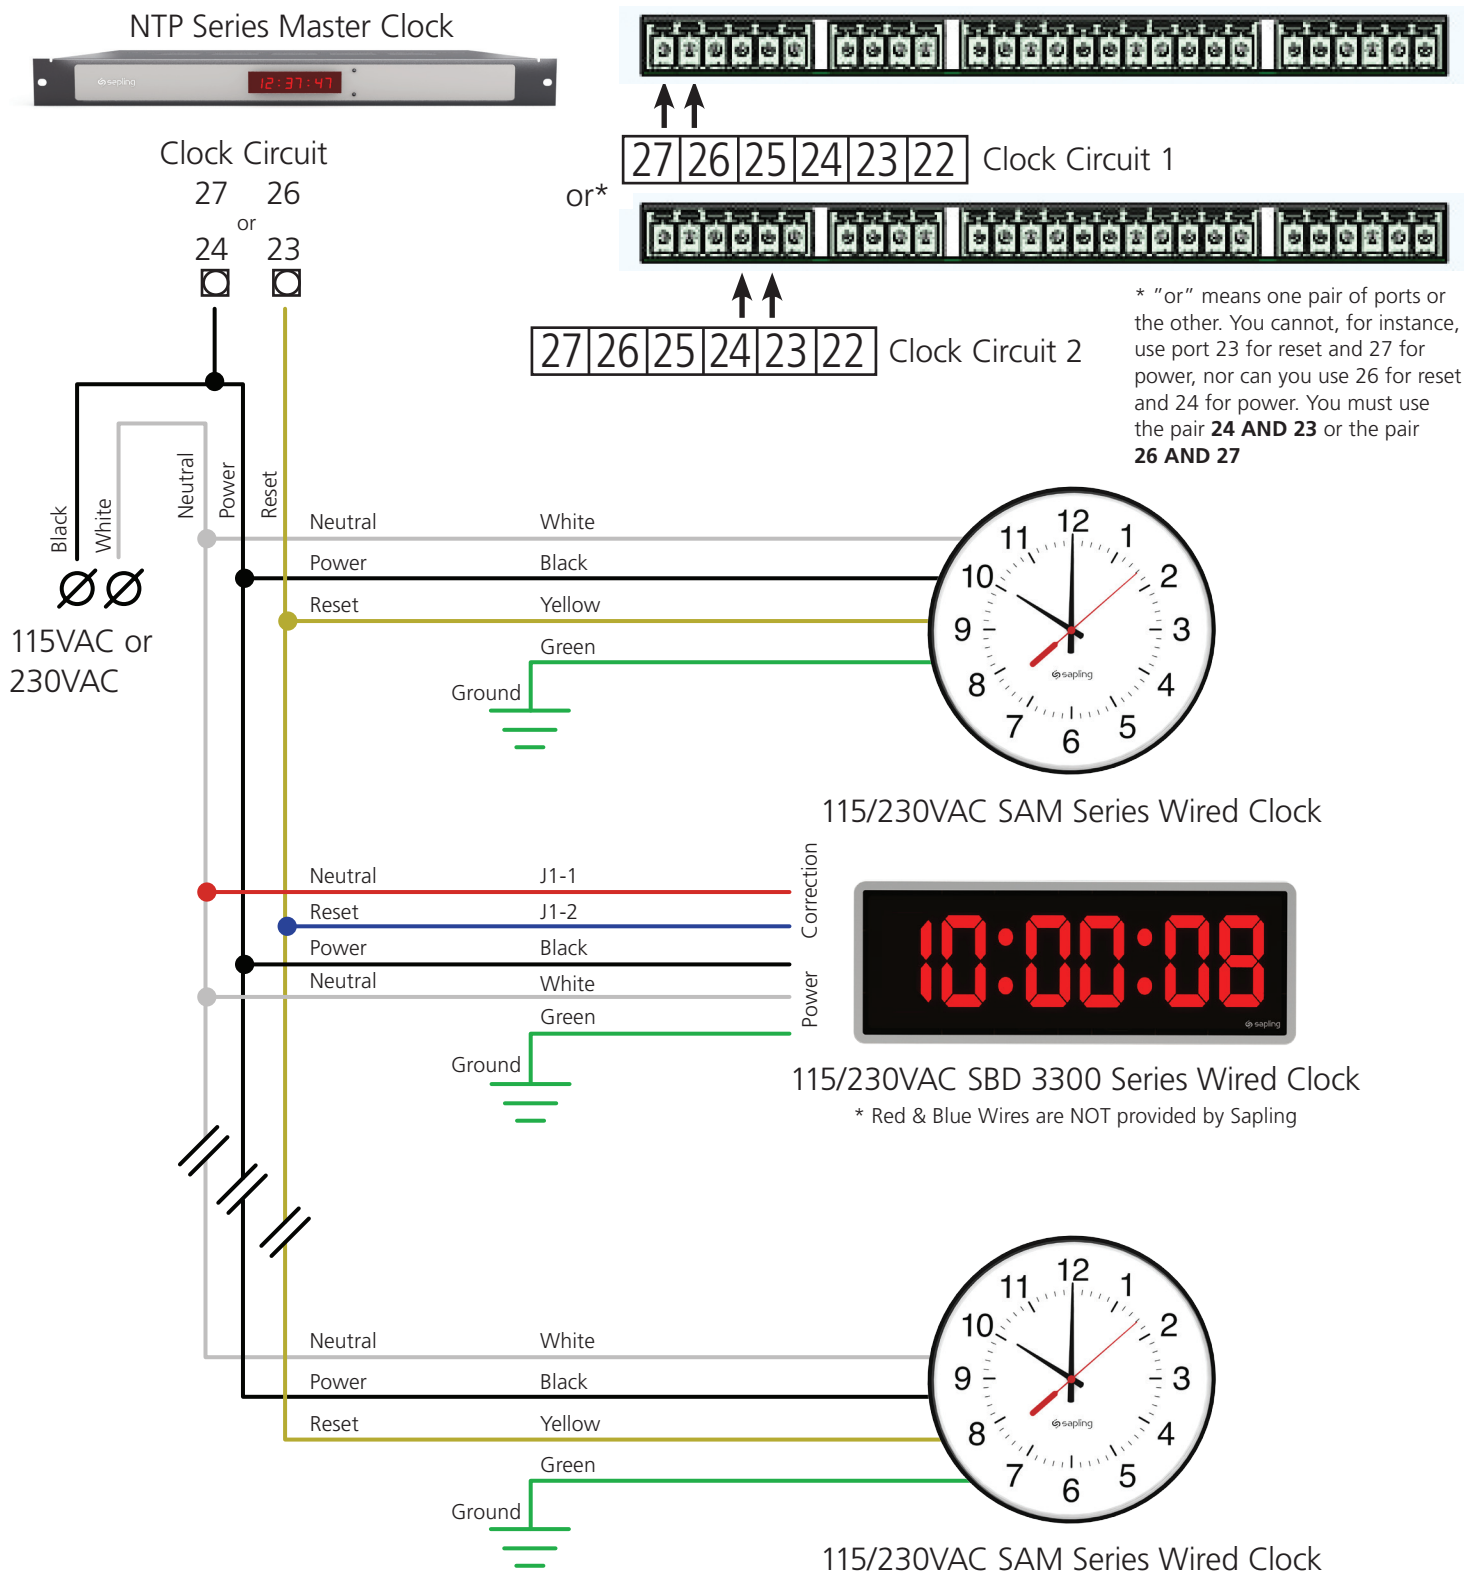 NTP Series Master Clock
sapling
12:37:47
Clock Circuit
27 26
or
24 23
27 26 25 24 23 22 Clock Circuit 1
or*
27 26 25 24 23 22 Clock Circuit 2
* "or" means one pair of ports or
the other. You cannot, for instance,
use port 23 for reset and 27 for
power, nor can you use 26 for reset
and 24 for power. You must use
the pair 24 AND 23 or the pair
26 AND 27
Black
White
Neutral
Power
Reset
115VAC or
230VAC
Neutral White
Power Black
Reset Yellow
Green
Ground
12
1
2
3
4
5
6
7
8
9
10
11
sapling
115/230VAC SAM Series Wired Clock
Neutral J1-1
Reset J1-2
Power Black
Neutral White
Green
Ground
Correction
Power
10:00:08
sapling
115/230VAC SBD 3300 Series Wired Clock
* Red & Blue Wires are NOT provided by Sapling
Neutral White
Power Black
Reset Yellow
Green
Ground
12
1
2
3
4
5
6
7
8
9
10
11
sapling
115/230VAC SAM Series Wired Clock